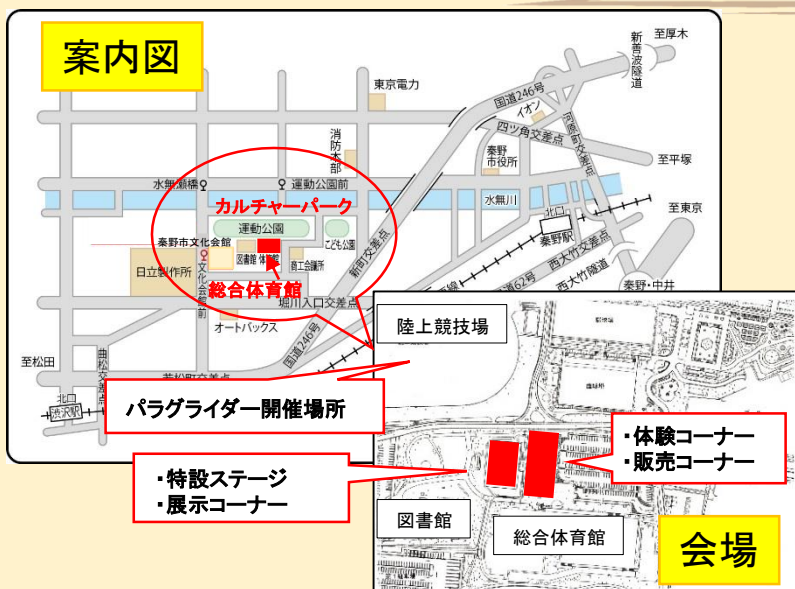 案内図
至厚木
新善波隧道
東京電力
国道246号
イオン
四ツ角交差点
河原町交差点
消防本部
秦野
市役所
至平塚
水無瀬橋
運動公園前
水無川
カルチャーパーク
至東京
運動公園
北口
秦野駅
秦野市文化会館
図書館
体育館
こども公園
新町交差点
西大竹交差点
日立製作所
文化会館前
商工会議所
国道62号
西大竹隧道
総合体育館
秦野・中井
堀川入口交差点
オートバックス
国道246号
至松田
曲松交差点
北口
渋沢駅
陸上競技場
パラグライダー開催場所
・体験コーナー
・販売コーナー
・特設ステージ
・展示コーナー
図書館
総合体育館
会場